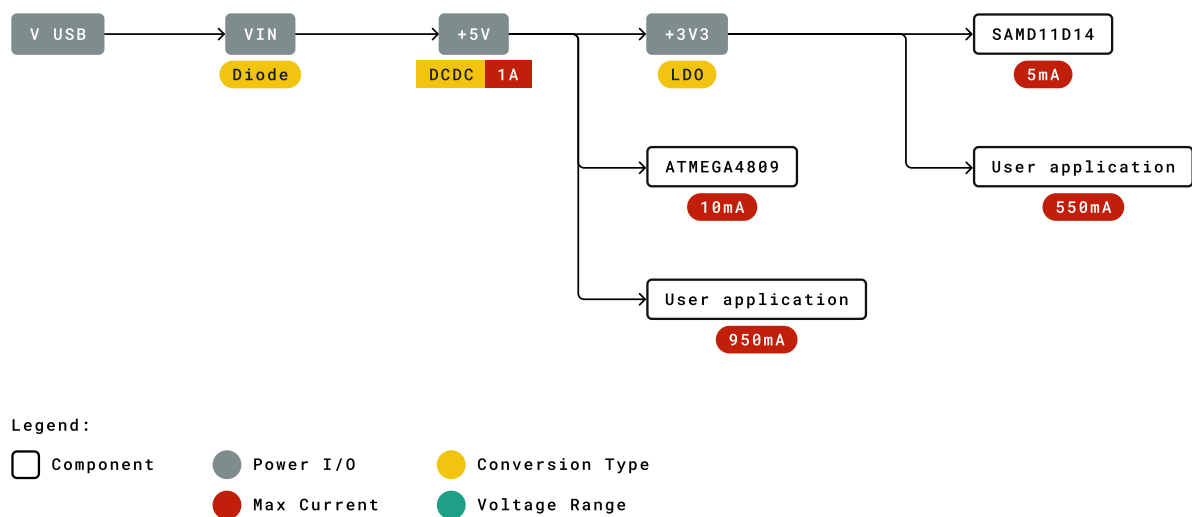 V USB
VIN
+5V
+3V3
SAMD11D14
Diode
DCDC
1A
LDO
5mA
ATMEGA4809
User application
10mA
550mA
User application
950mA
Legend:
Component
Power I/O
Conversion Type
Max Current
Voltage Range